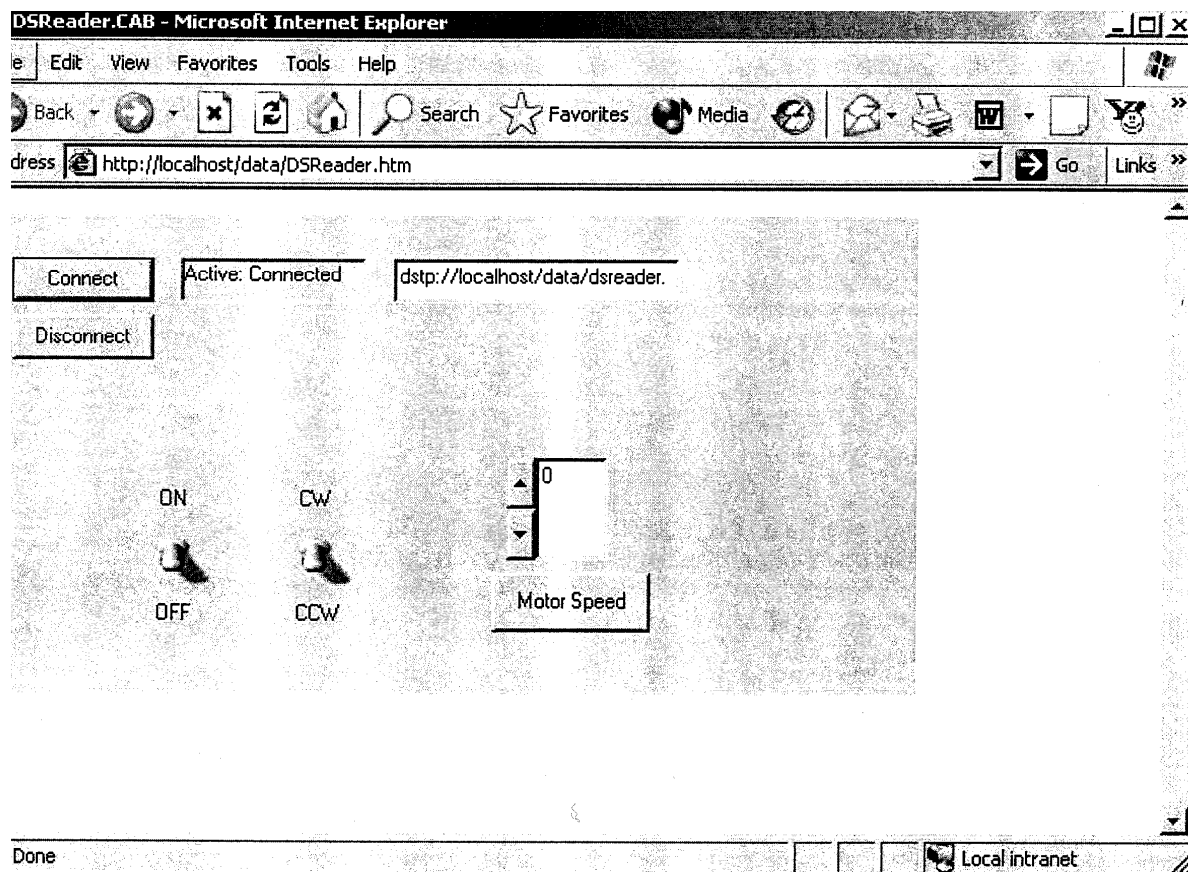 DSReader.CAB - Microsoft Internet Explorer
Edit View Favorites Tools Help
Back Search Favorites Media W »
dress http://localhost/data/DSReader.htm Go Links »
Connect Active: Connected dstp://localhost/data/dsreader.
Disconnect
0
ON CW
OFF CCW Motor Speed
Done Local intranet